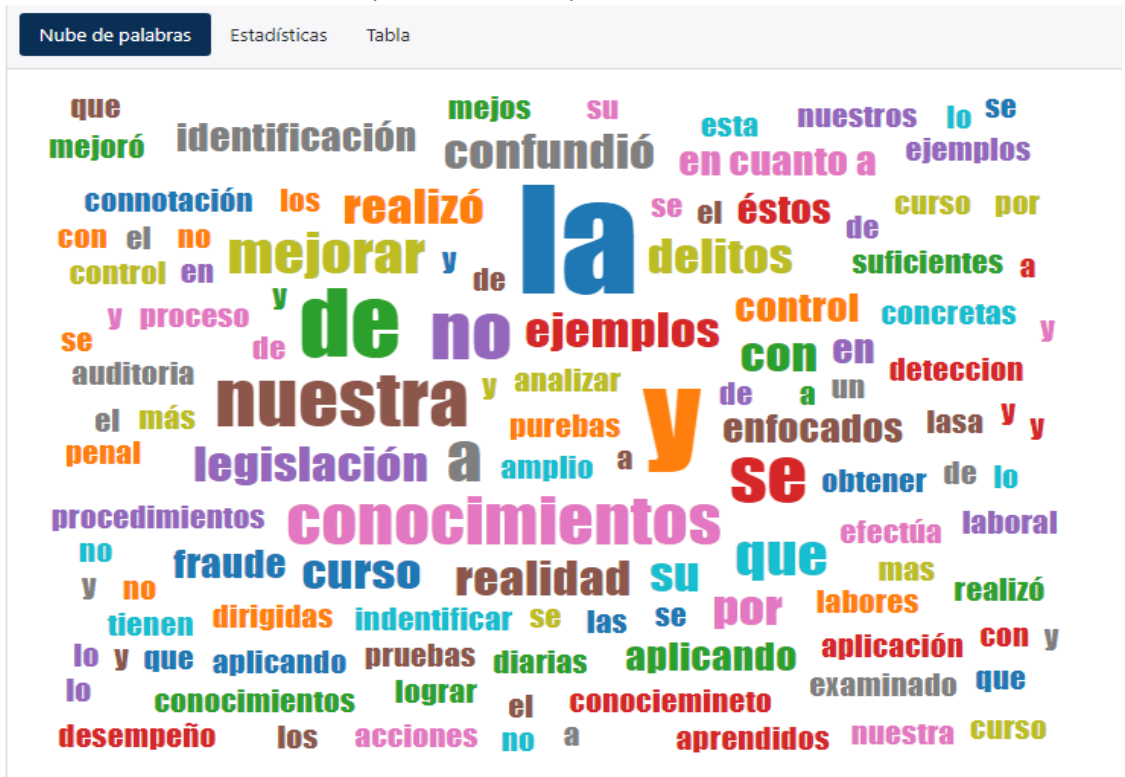 Nube de palabras Estadísticas Tabla
que mejos su nuestros lo se
mejoró identificación confundió esta en cuanto a ejemplos
connotación los realizó la se el éstos de curso por
con el no mejorar y de delitos suficientes a
control en
y proceso y de de no ejemplos control concretas y
se auditoria nuestra y analizar con en deteccion
el más purebas y de a un enfocados lasa y y
penal legislación a amplio a se obtener de lo
procedimientos conocimientos efectúa laboral
no fraude curso realidad su que mas
y no por labores realizó
tienen dirigidas indentificar se las se
lo y que aplicando pruebas diarias aplicando aplicación con y
lo conocimientos lograr el conociemineto examinado que
desempeño los acciones no a aprendidos nuestra curso